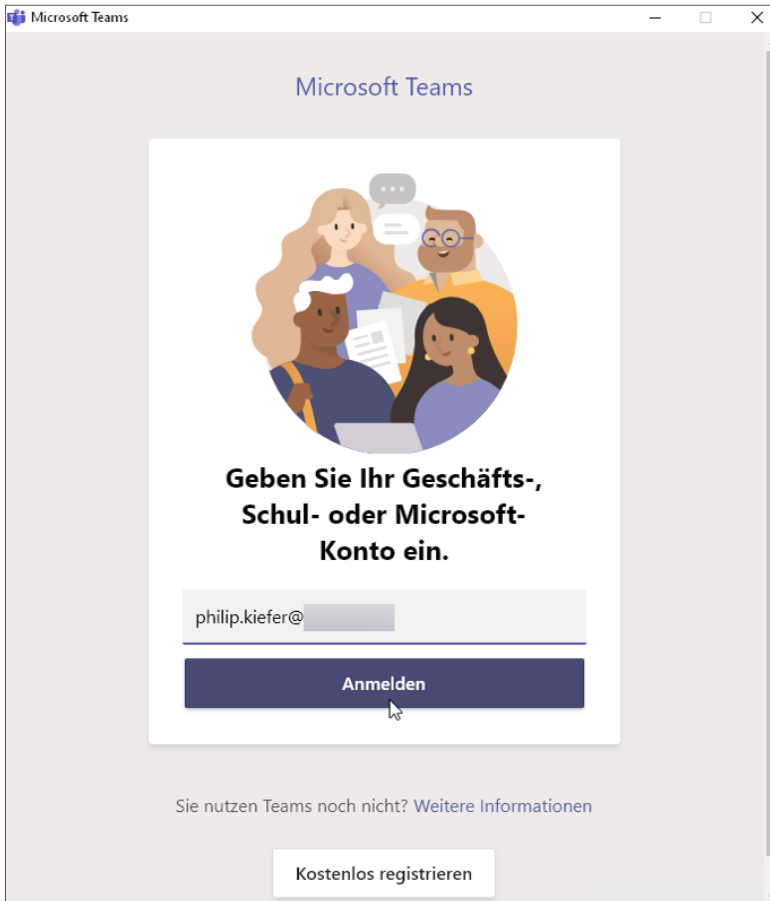 Microsoft Teams
Microsoft Teams
Geben Sie Ihr Geschäfts-,
Schul- oder Microsoft-
Konto ein.
philip.kiefer@
Anmelden
Sie nutzen Teams noch nicht? Weitere Informationen
Kostenlos registrieren